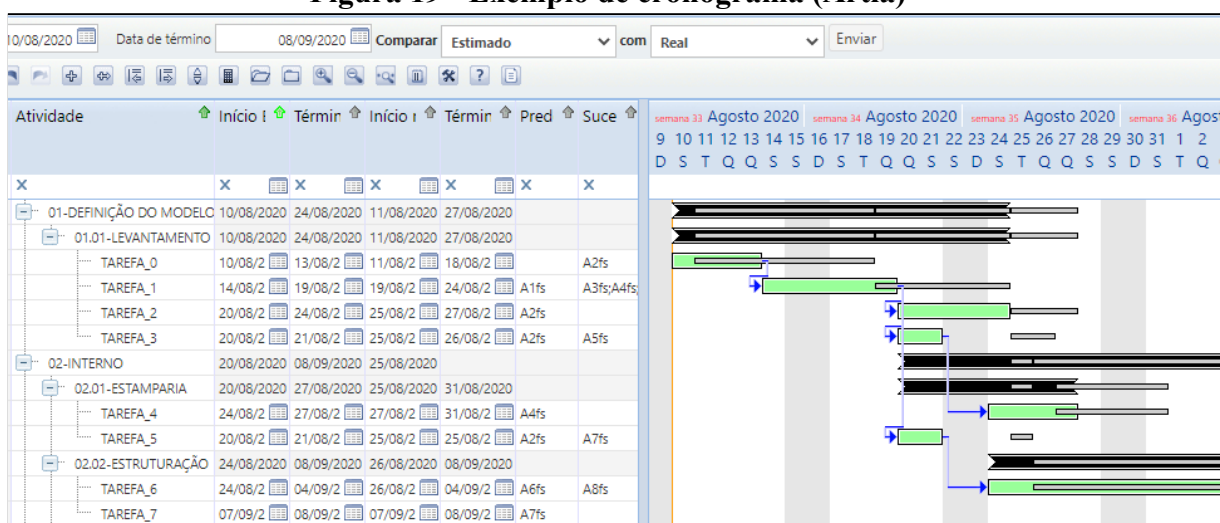 Figura 19 – Exemplo de cronograma (Artia)
10/08/2020 Data de término 08/09/2020 Comparar Estimado com Real Enviar
Atividade Início E Términ Início r Términ Pred Suce
semana 33 Agosto 2020 semana 34 Agosto 2020 semana 35 Agosto 2020 semana 36 Agos
9 10 11 12 13 14 15 16 17 18 19 20 21 22 23 24 25 26 27 28 29 30 31 1 2
D S T Q Q S S D S T Q Q S S D S T Q Q S S D S T Q
X X X X X X X
01-DEFINIÇÃO DO MODELO 10/08/2020 24/08/2020 11/08/2020 27/08/2020
01.01-LEVANTAMENTO 10/08/2020 24/08/2020 11/08/2020 27/08/2020
TAREFA_0 10/08/2 13/08/2 11/08/2 18/08/2 A2fs
TAREFA_1 14/08/2 19/08/2 19/08/2 24/08/2 A1fs A3fs;A4fs;
TAREFA_2 20/08/2 24/08/2 25/08/2 27/08/2 A2fs
TAREFA_3 20/08/2 21/08/2 25/08/2 26/08/2 A2fs A5fs
02-INTERNO 20/08/2020 08/09/2020 25/08/2020
02.01-ESTAMPARIA 20/08/2020 27/08/2020 25/08/2020 31/08/2020
TAREFA_4 24/08/2 27/08/2 27/08/2 31/08/2 A4fs
TAREFA_5 20/08/2 21/08/2 25/08/2 25/08/2 A2fs A7fs
02.02-ESTRUTURAÇÃO 24/08/2020 08/09/2020 26/08/2020 08/09/2020
TAREFA_6 24/08/2 04/09/2 26/08/2 04/09/2 A6fs A8fs
TAREFA_7 07/09/2 08/09/2 07/09/2 08/09/2 A7fs